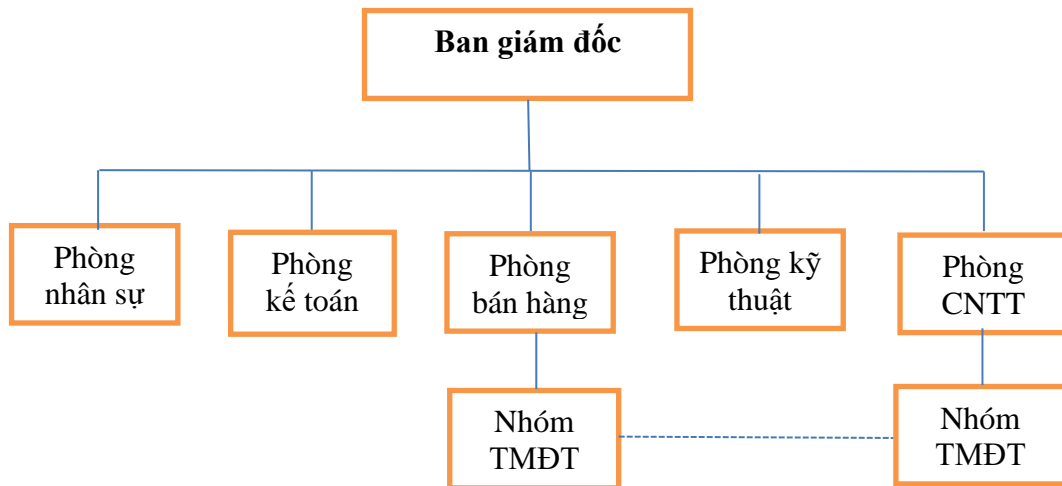 Ban giám đốc
Phòng
nhân sự
Phòng
kế toán
Phòng
bán hàng
Phòng kỹ
thuật
Phòng
CNTT
Nhóm
TMĐT
Nhóm
TMĐT